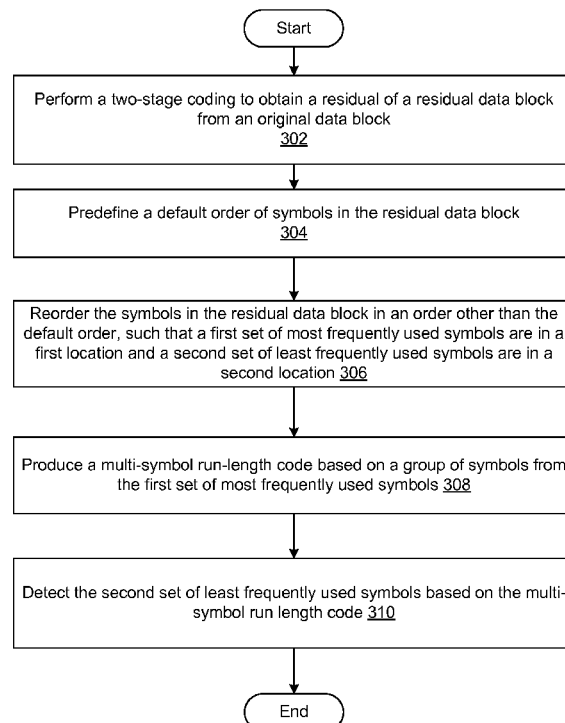 Start
Perform a two-stage coding to obtain a residual of a residual data block
from an original data block
302
Predefine a default order of symbols in the residual data block
304
Reorder the symbols in the residual data block in an order other than the
default order, such that a first set of most frequently used symbols are in a
first location and a second set of least frequently used symbols are in a
second location 306
Produce a multi-symbol run-length code based on a group of symbols from
the first set of most frequently used symbols 308
Detect the second set of least frequently used symbols based on the multi-
symbol run length code 310
End